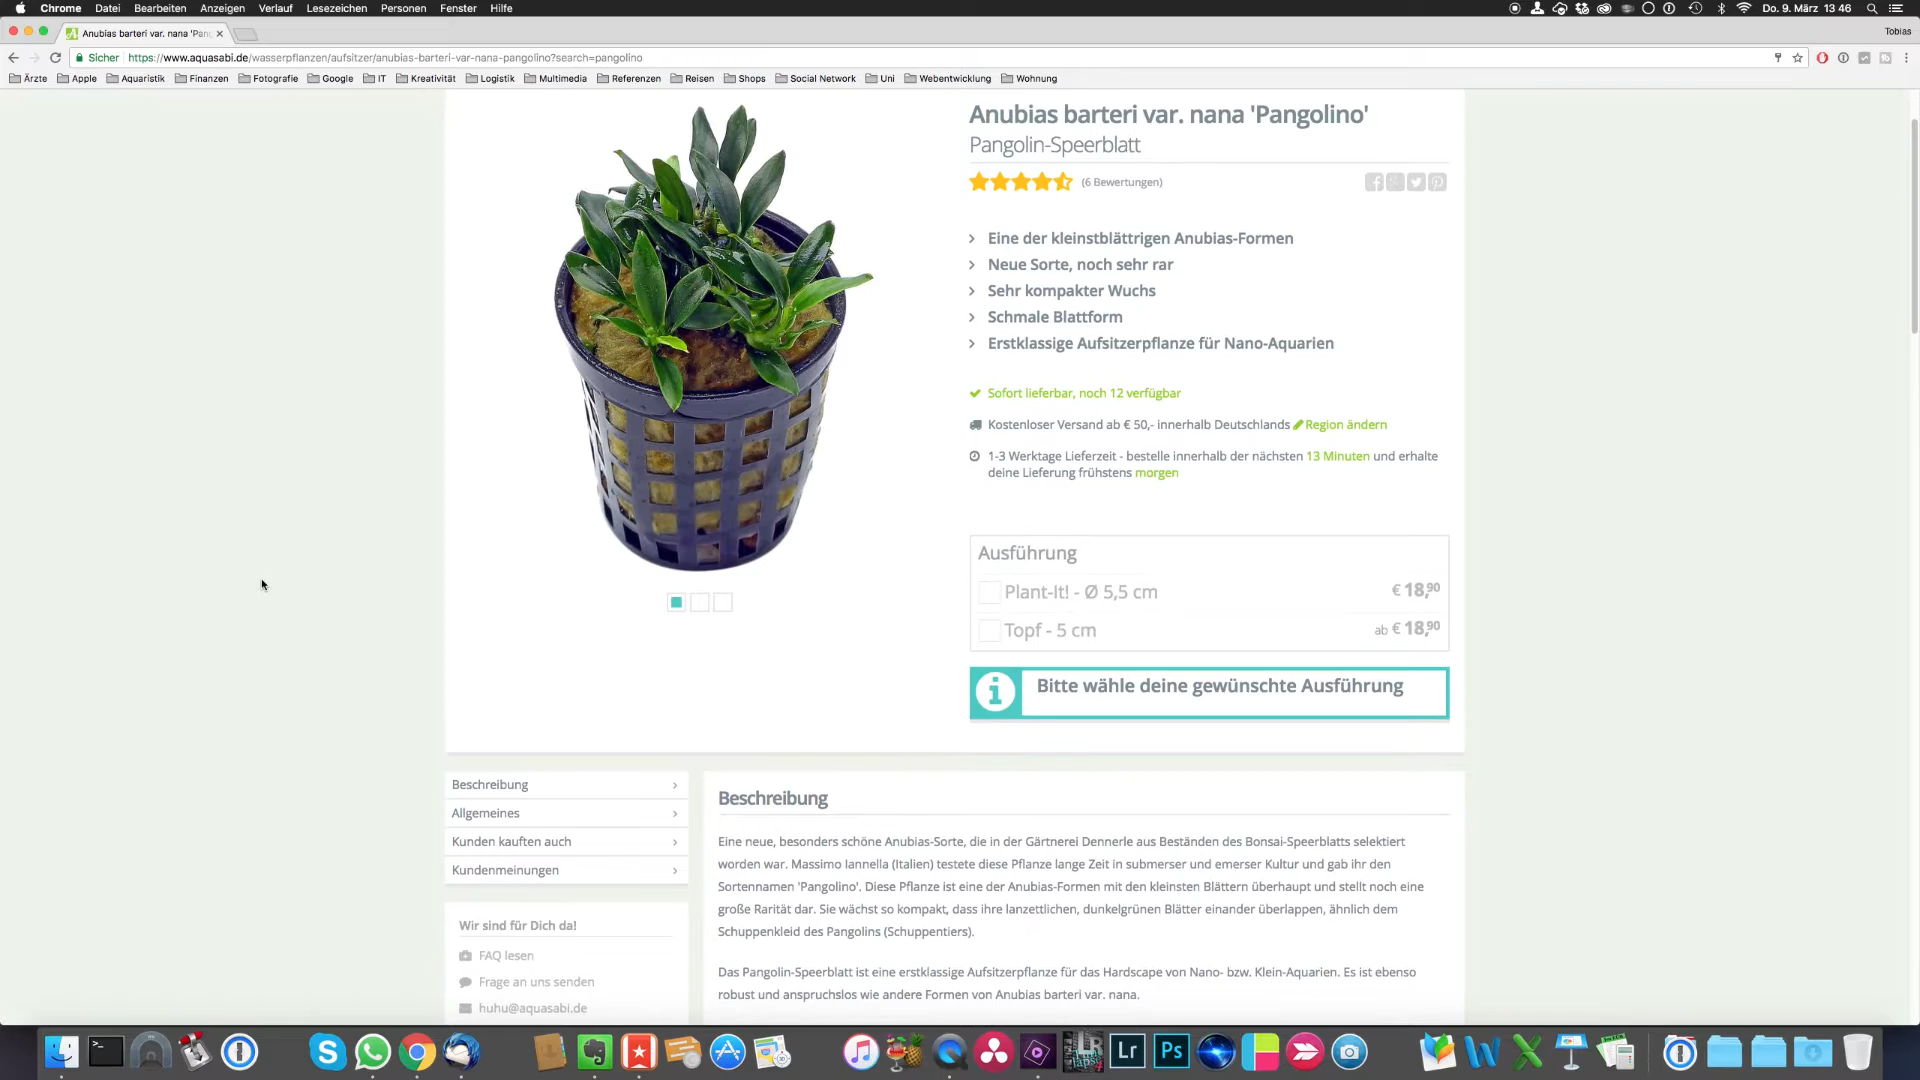 Chrome Datei Bearbeiten Anzeigen Verlauf Lesezeichen Personen Fenster Hilfe Do. 9. März 13 46
Anubias barteri var. nana 'Pang Tobias
Sicher https://www.aquasabi.de/wasserpflanzen/aufsitzer/anubias-barteri-var-nana-pangolino?search=pangolino
Ärzte Apple Aquaristik Finanzen Fotografie Google IT Kreativität Logistik Multimedia Referenzen Reisen Shops Social Network Uni Webentwicklung Wohnung
Anubias barteri var. nana 'Pangolino'
Pangolin-Speerblatt
(6 Bewertungen)
Eine der kleinstblättrigen Anubias-Formen
Neue Sorte, noch sehr rar
Sehr kompakter Wuchs
Schmale Blattform
Erstklassige Aufsitzerpflanze für Nano-Aquarien
Sofort lieferbar, noch 12 verfügbar
Kostenloser Versand ab € 50,- innerhalb Deutschlands Region ändern
1-3 Werktage Lieferzeit - bestelle innerhalb der nächsten 13 Minuten und erhalte
deine Lieferung frühstens morgen
Ausführung
Plant-It! - Ø 5,5 cm € 18,90
Topf - 5 cm ab € 18,90
Bitte wähle deine gewünschte Ausführung
Beschreibung
Allgemeines
Kunden kauften auch
Kundenmeinungen
Wir sind für Dich da!
FAQ lesen
Frage an uns senden
huhu@aquasabi.de
Beschreibung
Eine neue, besonders schöne Anubias-Sorte, die in der Gärtnerei Dennerle aus Beständen des Bonsai-Speerblatts selektiert
worden war. Massimo Iannella (Italien) testete diese Pflanze lange Zeit in submerser und emerser Kultur und gab ihr den
Sortennamen 'Pangolino'. Diese Pflanze ist eine der Anubias-Formen mit den kleinsten Blättern überhaupt und stellt noch eine
große Rarität dar. Sie wächst so kompakt, dass ihre lanzettlichen, dunkelgrünen Blätter einander überlappen, ähnlich dem
Schuppenkleid des Pangolins (Schuppentiers).
Das Pangolin-Speerblatt ist eine erstklassige Aufsitzerpflanze für das Hardscape von Nano- bzw. Klein-Aquarien. Es ist ebenso
robust und anspruchslos wie andere Formen von Anubias barteri var. nana.
Lr Ps